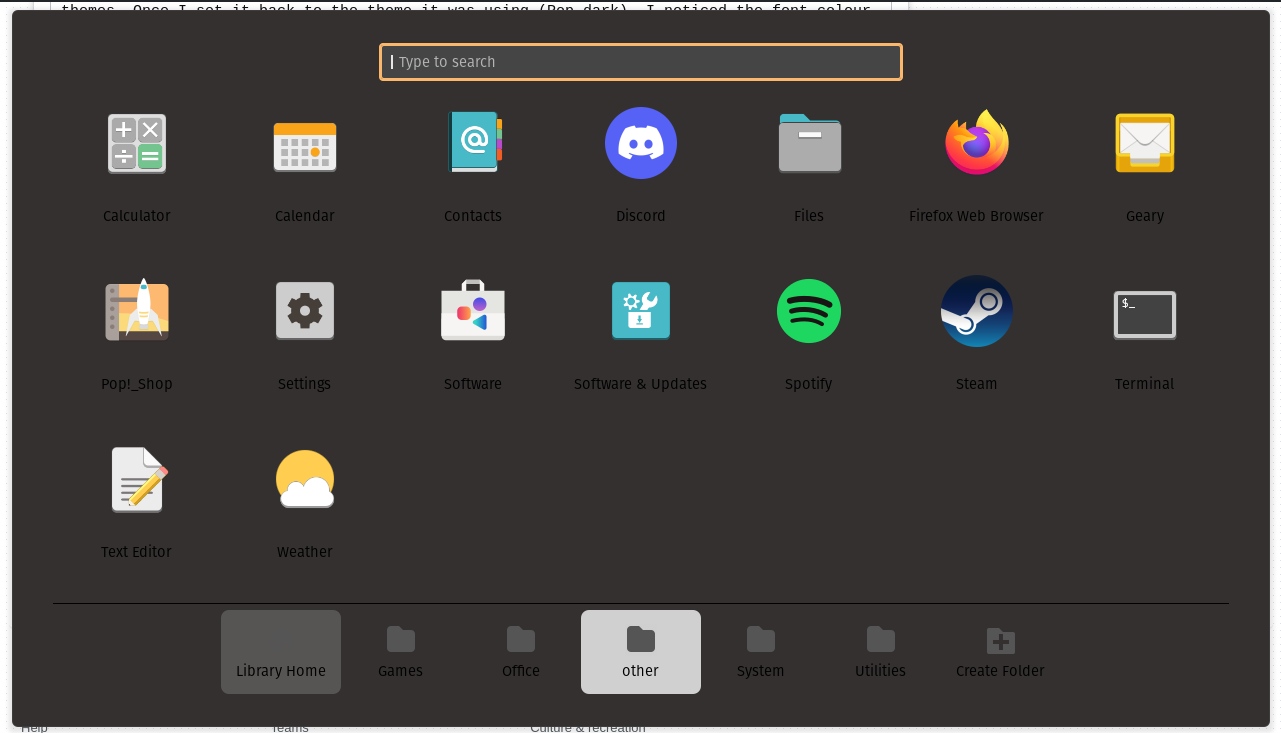 themes. Once I set it back to the theme it was using (Pop dark), I noticed the font colour
Type to search
Calculator Calendar Contacts Discord Files Firefox Web Browser Geary
$_
Pop!_Shop Settings Software Software & Updates Spotify Steam Terminal
Text Editor Weather
Library Home Games Office other System Utilities Create Folder
Help Teams Culture & recreation